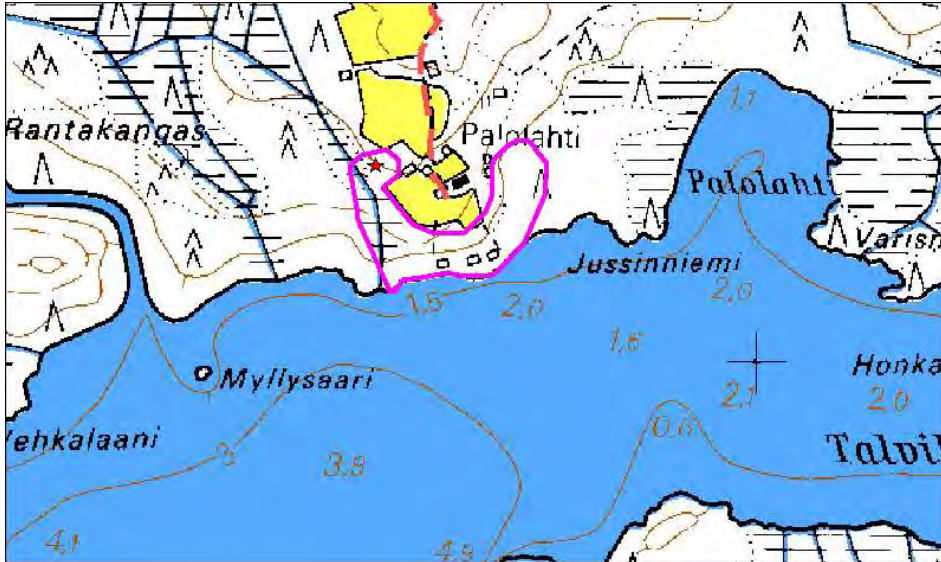 Rantakangas
Palolahti
1,1
Palolahti
Varisn
Jussinniemi
1,5
2,0
2,0
1,6
Myllysaari
2,1
Honka
2,0
Vehkalaani
3
3,8
0,6
Talvil
4,1
4,9